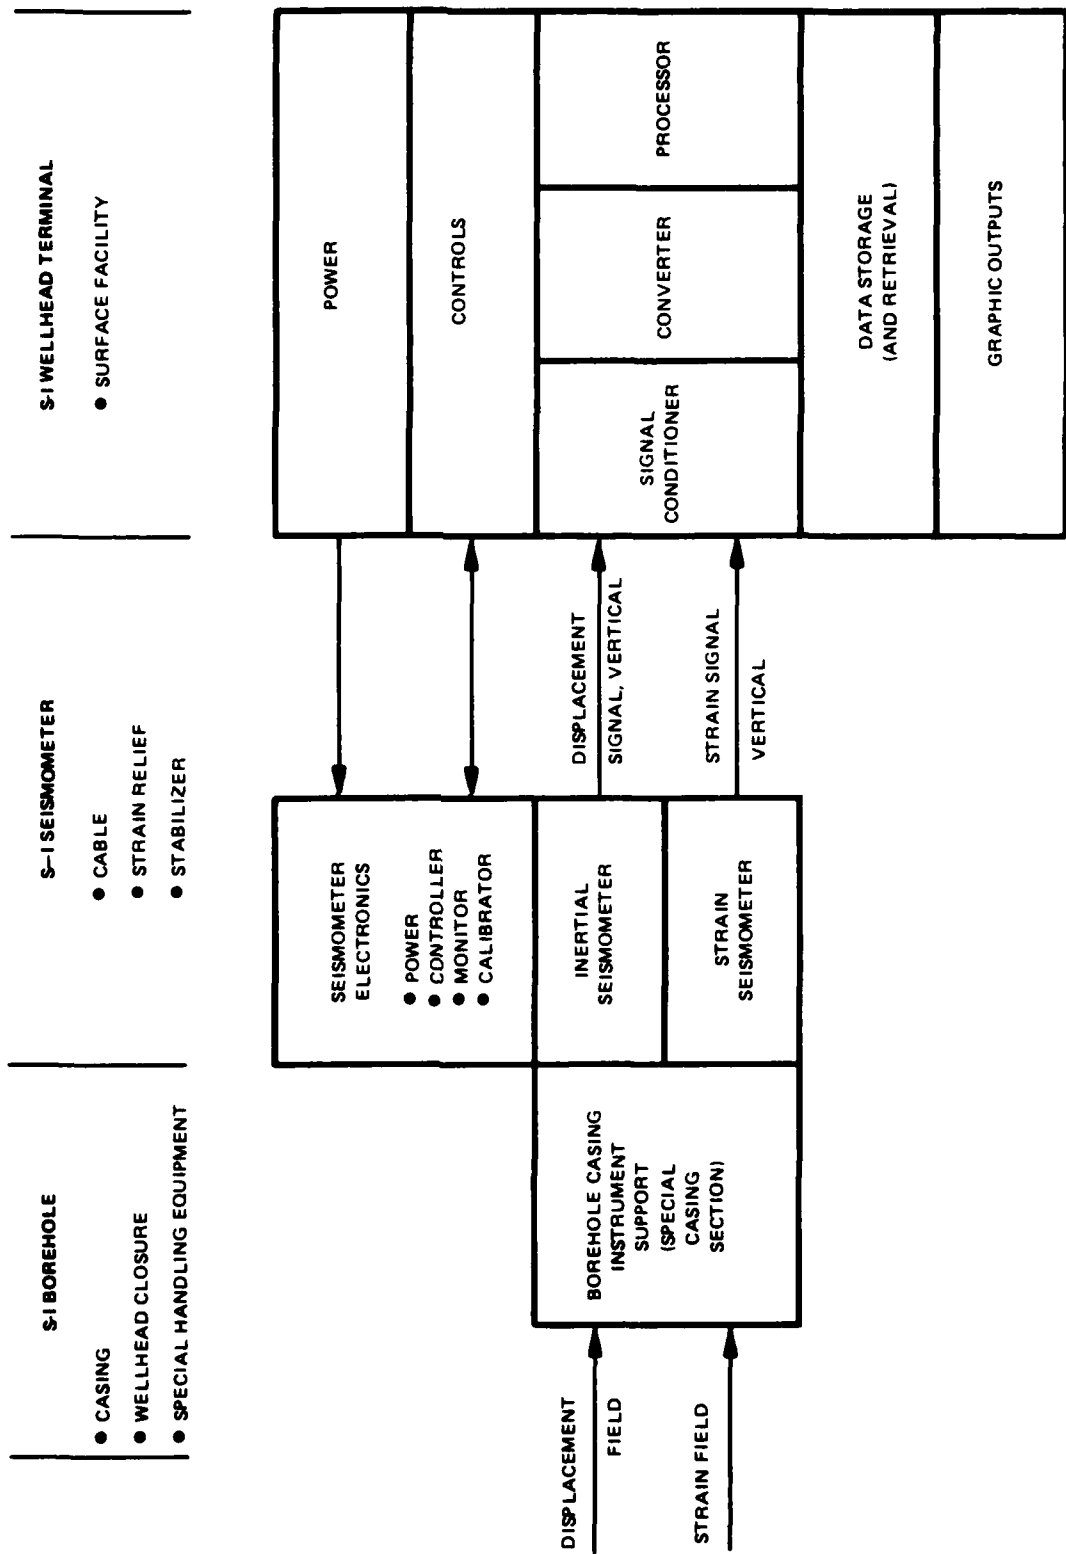 S-I BOREHOLE
● CASING
● WELLHEAD CLOSURE
● SPECIAL HANDLING EQUIPMENT
S-I SEISMOMETER
● CABLE
● STRAIN RELIEF
● STABILIZER
S-I WELLHEAD TERMINAL
● SURFACE FACILITY
DISPLACEMENT
FIELD
STRAIN FIELD
BOREHOLE CASING
INSTRUMENT
SUPPORT
(SPECIAL
CASING
SECTION)
SEISMOMETER
ELECTRONICS
● POWER
● CONTROLLER
● MONITOR
● CALIBRATOR
INERTIAL
SEISMOMETER
STRAIN
SEISMOMETER
DISPLACEMENT
SIGNAL, VERTICAL
STRAIN SIGNAL
VERTICAL
POWER
CONTROLS
SIGNAL
CONDITIONER
CONVERTER
PROCESSOR
DATA STORAGE
(AND RETRIEVAL)
GRAPHIC OUTPUTS